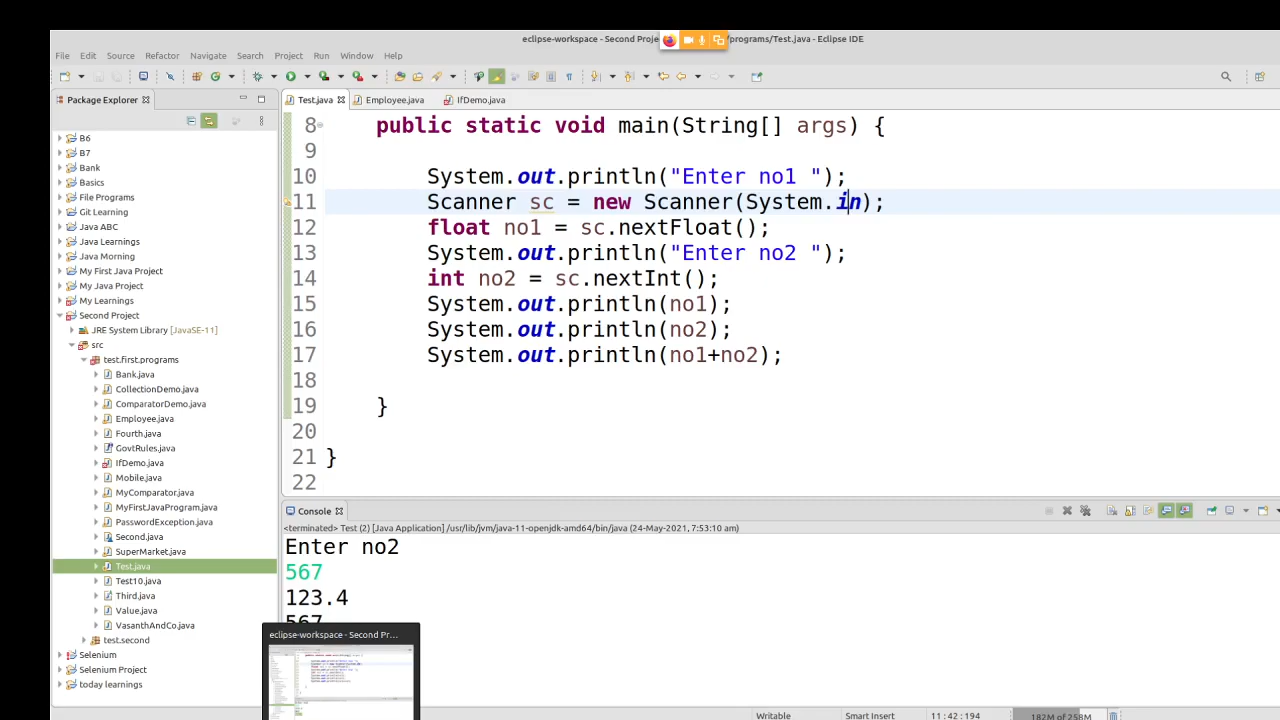 eclipse-workspace - Second Proje programs/Test.java - Eclipse IDE
File Edit Source Refactor Navigate Search Project Run Window Help
Package Explorer
Test.java Employee.java IfDemo.java
B6
B7
Bank
Basics
File Programs
Git Learning
Java ABC
Java Learnings
Java Morning
My First Java Project
My Java Project
My Learnings
Second Project
JRE System Library [JavaSE-11]
src
test.first.programs
Bank.java
CollectionDemo.java
ComparatorDemo.java
Employee.java
Fourth.java
GovtRules.java
IfDemo.java
Mobile.java
MyComparator.java
MyFirstJavaProgram.java
PasswordException.java
Second.java
SuperMarket.java
Test.java
Test10.java
Third.java
Value.java
VasanthAndCo.java
test.second
Selenium
Selenium Project
today learnings
8 public static void main(String[] args) {
9
10 System.out.println("Enter no1 ");
11 Scanner sc = new Scanner(System.in);
12 float no1 = sc.nextFloat();
13 System.out.println("Enter no2 ");
14 int no2 = sc.nextInt();
15 System.out.println(no1);
16 System.out.println(no2);
17 System.out.println(no1+no2);
18
19 }
20
21 }
22
Console
<terminated> Test (2) [Java Application] /usr/lib/jvm/java-11-openjdk-amd64/bin/java (24-May-2021, 7:53:10 am)
Enter no2
567
123.4
567
eclipse-workspace - Second Pr...
Writable Smart Insert 11 : 42 : 194 182M of 258M